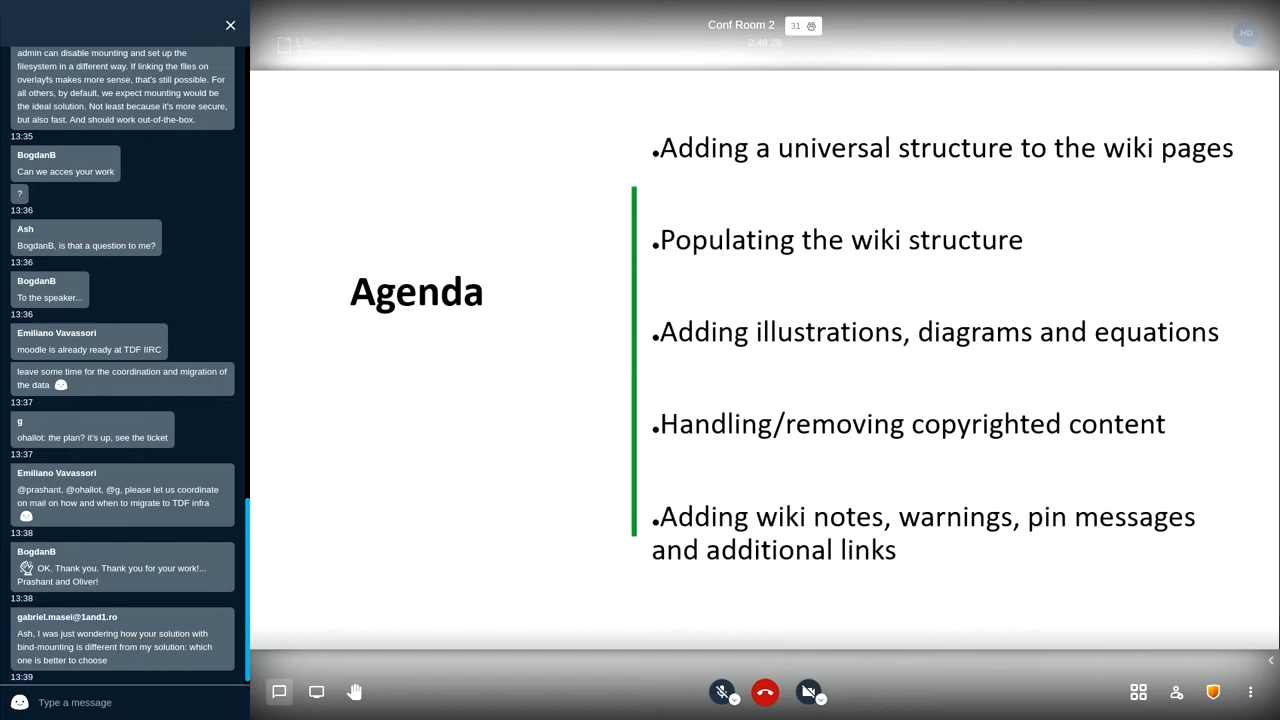 admin can disable mounting and set up the
filesystem in a different way. If linking the files on
overlayfs makes more sense, that's still possible. For
all others, by default, we expect mounting would be
the ideal solution. Not least because it's more secure,
but also fast. And should work out-of-the-box.
13:35
BogdanB
Can we acces your work
?
13:36
Ash
BogdanB, is that a question to me?
13:36
BogdanB
To the speaker...
13:36
Emiliano Vavassori
moodle is already ready at TDF IIRC
leave some time for the coordination and migration of
the data
13:37
g
ohallot: the plan? it's up, see the ticket
13:37
Emiliano Vavassori
@prashant, @ohallot, @g, please let us coordinate
on mail on how and when to migrate to TDF infra
13:38
BogdanB
OK. Thank you. Thank you for your work!...
Prashant and Oliver!
13:38
gabriel.masei@1and1.ro
Ash, I was just wondering how your solution with
bind-mounting is different from my solution: which
one is better to choose
13:39
Type a message
Conf Room 2
31
2:48:25
HD
Agenda
•Adding a universal structure to the wiki pages
•Populating the wiki structure
•Adding illustrations, diagrams and equations
•Handling/removing copyrighted content
•Adding wiki notes, warnings, pin messages
and additional links